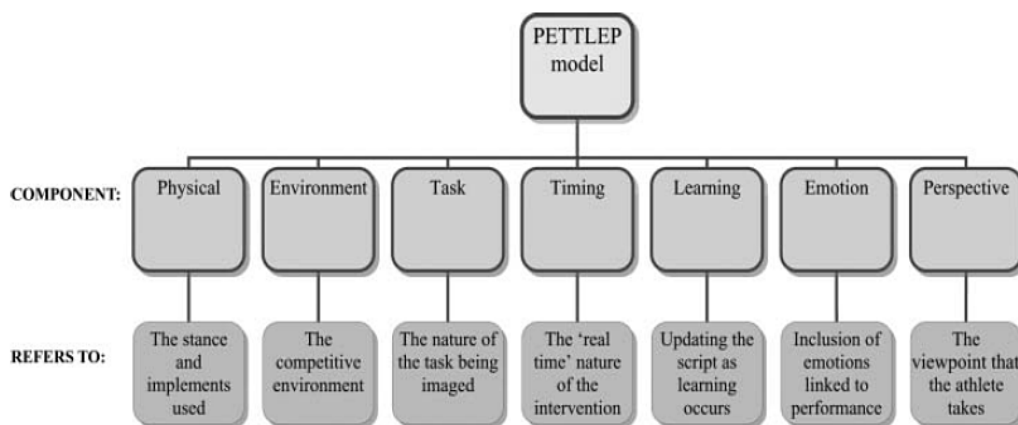 PETTLEP
model
COMPONENT:
Physical
Environment
Task
Timing
Learning
Emotion
Perspective
REFERS TO:
The stance
and
implements
used
The
competitive
environment
The nature of
the task being
imaged
The ‘real
time’ nature
of the
intervention
Updating the
script as
learning
occurs
Inclusion of
emotions
linked to
performance
The
viewpoint that
the athlete
takes